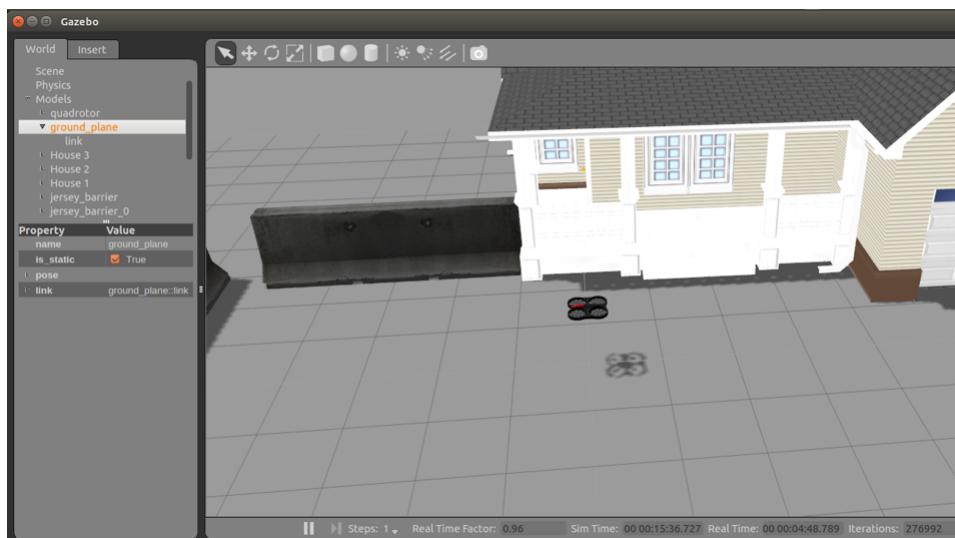 Gazebo
World Insert
Scene
Physics
Models
quadrotor
ground_plane
link
House 3
House 2
House 1
jersey_barrier
jersey_barrier_0
Property Value
name ground_plane
is_static True
pose
link ground_plane::link
Steps: 1 Real Time Factor: 0.96 Sim Time: 00 00:15:36.727 Real Time: 00 00:04:48.789 Iterations: 276992